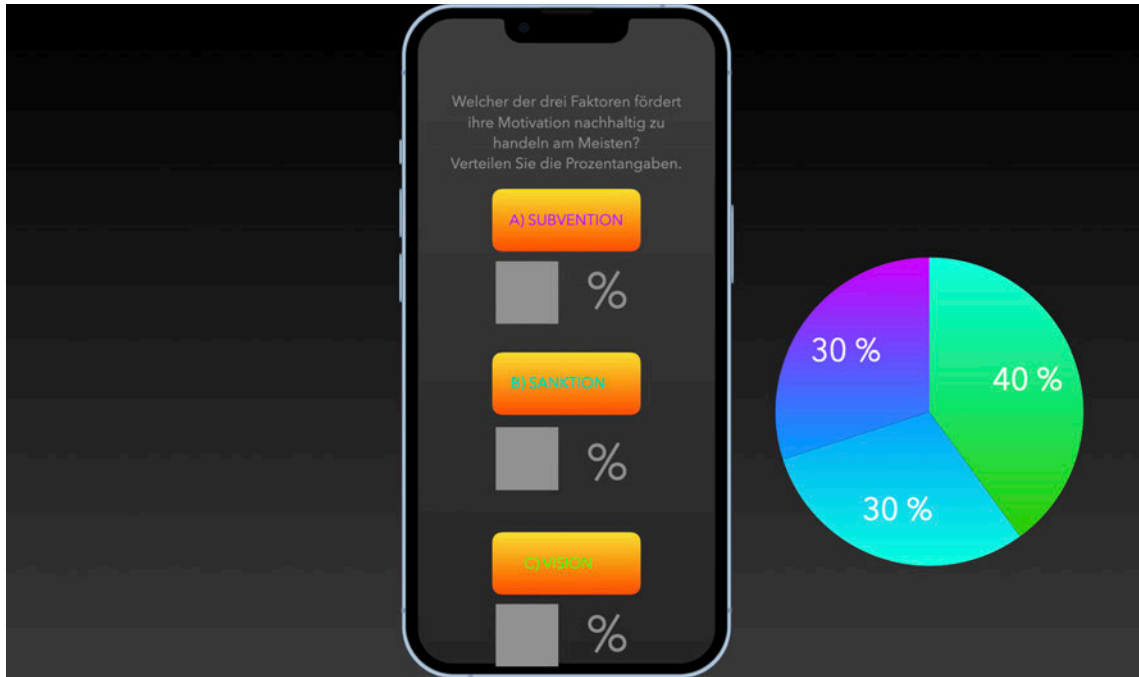 Welcher der drei Faktoren fördert
ihre Motivation nachhaltig zu
handeln am Meisten?
Verteilen Sie die Prozentangaben.
A) SUBVENTION
%
B) SANKTION
%
C) VISION
%
30 %
40 %
30 %